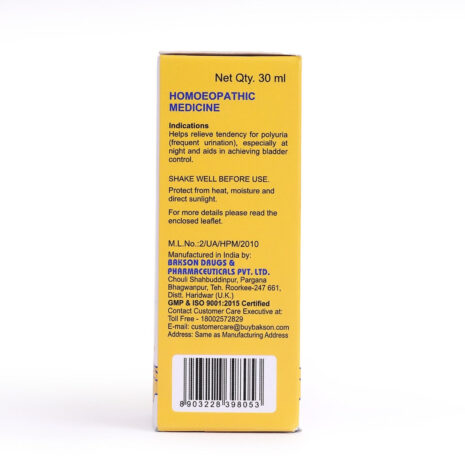 Net Qty. 30 ml
HOMOEOPATHIC
MEDICINE
Indications
Helps relieve tendency for polyuria
(frequent urination), especially at
night and aids in achieving bladder
control.
SHAKE WELL BEFORE USE.
Protect from heat, moisture and
direct sunlight.
For more details please read the
enclosed leaflet.
M.L.No.:2/UA/HPM/2010
Manufactured in India by:
BAKSON DRUGS &
PHARMACEUTICALS PVT. LTD.
Chouli Shahbuddinpur, Pargana
Bhagwanpur, Teh. Roorkee-247 661,
Distt. Haridwar (U.K.)
GMP & ISO 9001:2015 Certified
Contact Customer Care Executive at:
Toll Free - 18002572829
E-mail: customercare@buybakson.com
Address: Same as Manufacturing Address
8903228398053